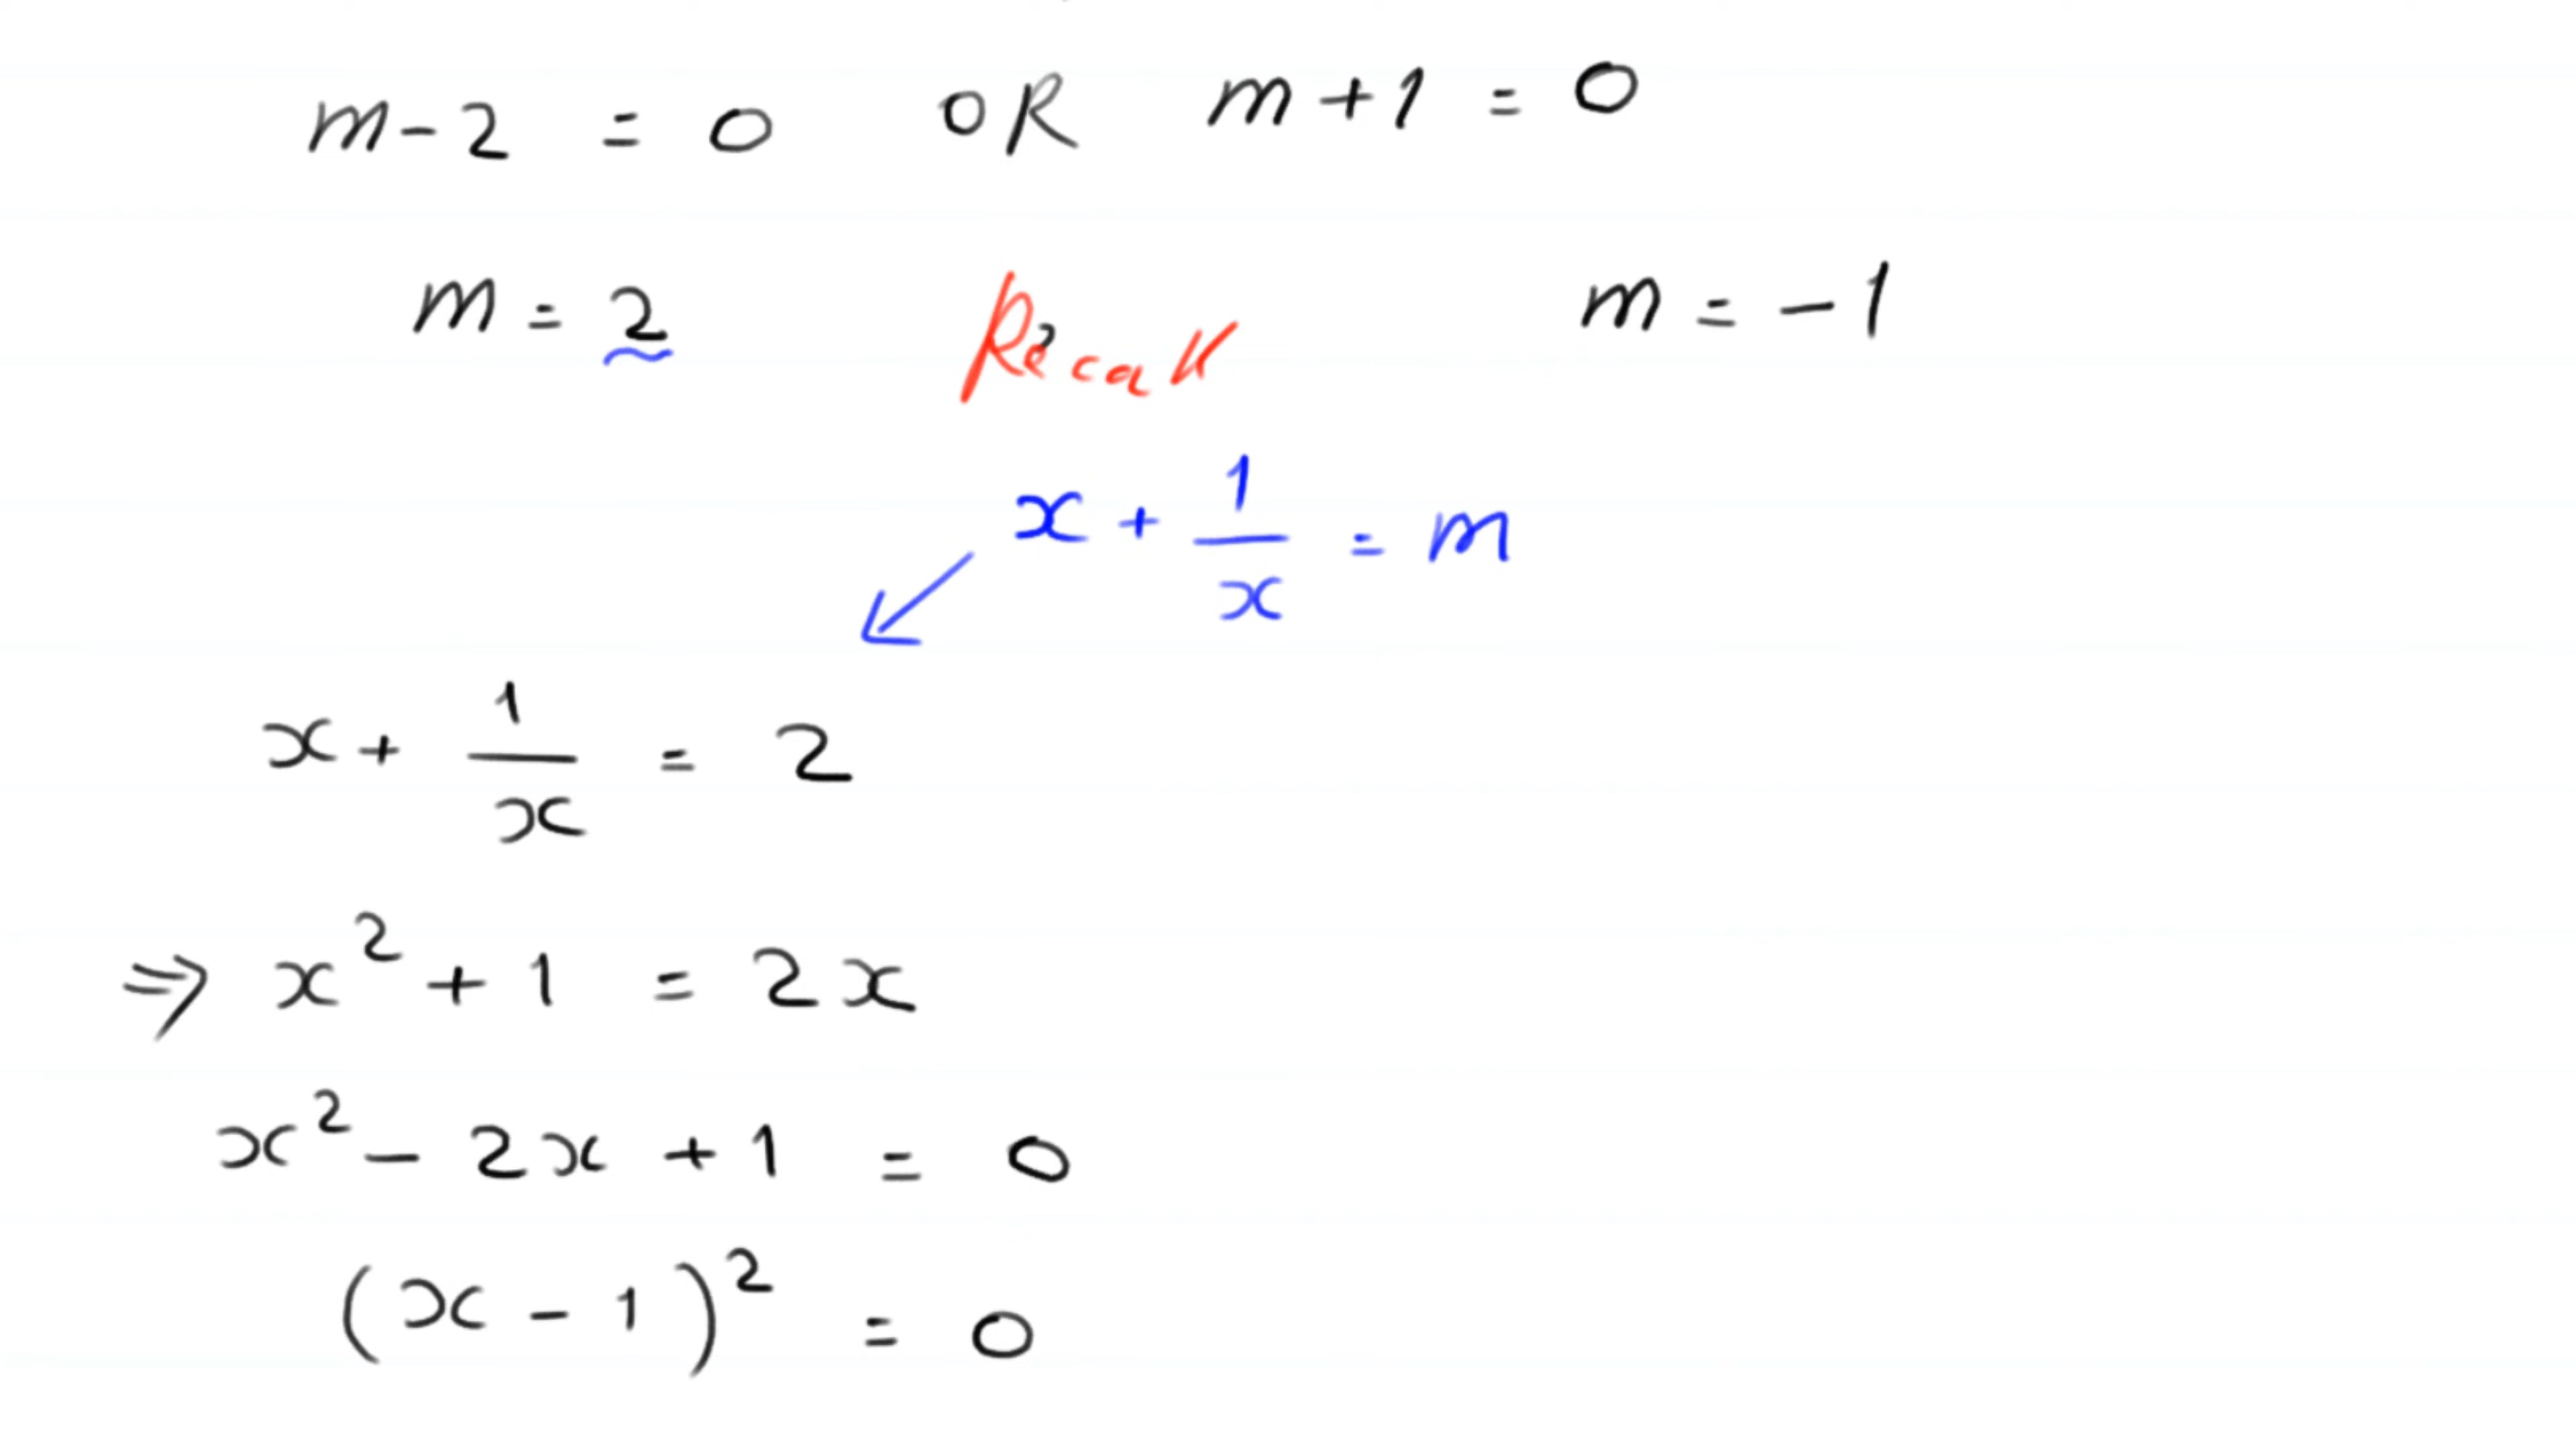 m - 2 = 0 OR m + 1 = 0
m = 2 Recall m = -1
x + 1/x = m
x + 1/x = 2
⇒ x² + 1 = 2x
x² - 2x + 1 = 0
(x - 1)² = 0